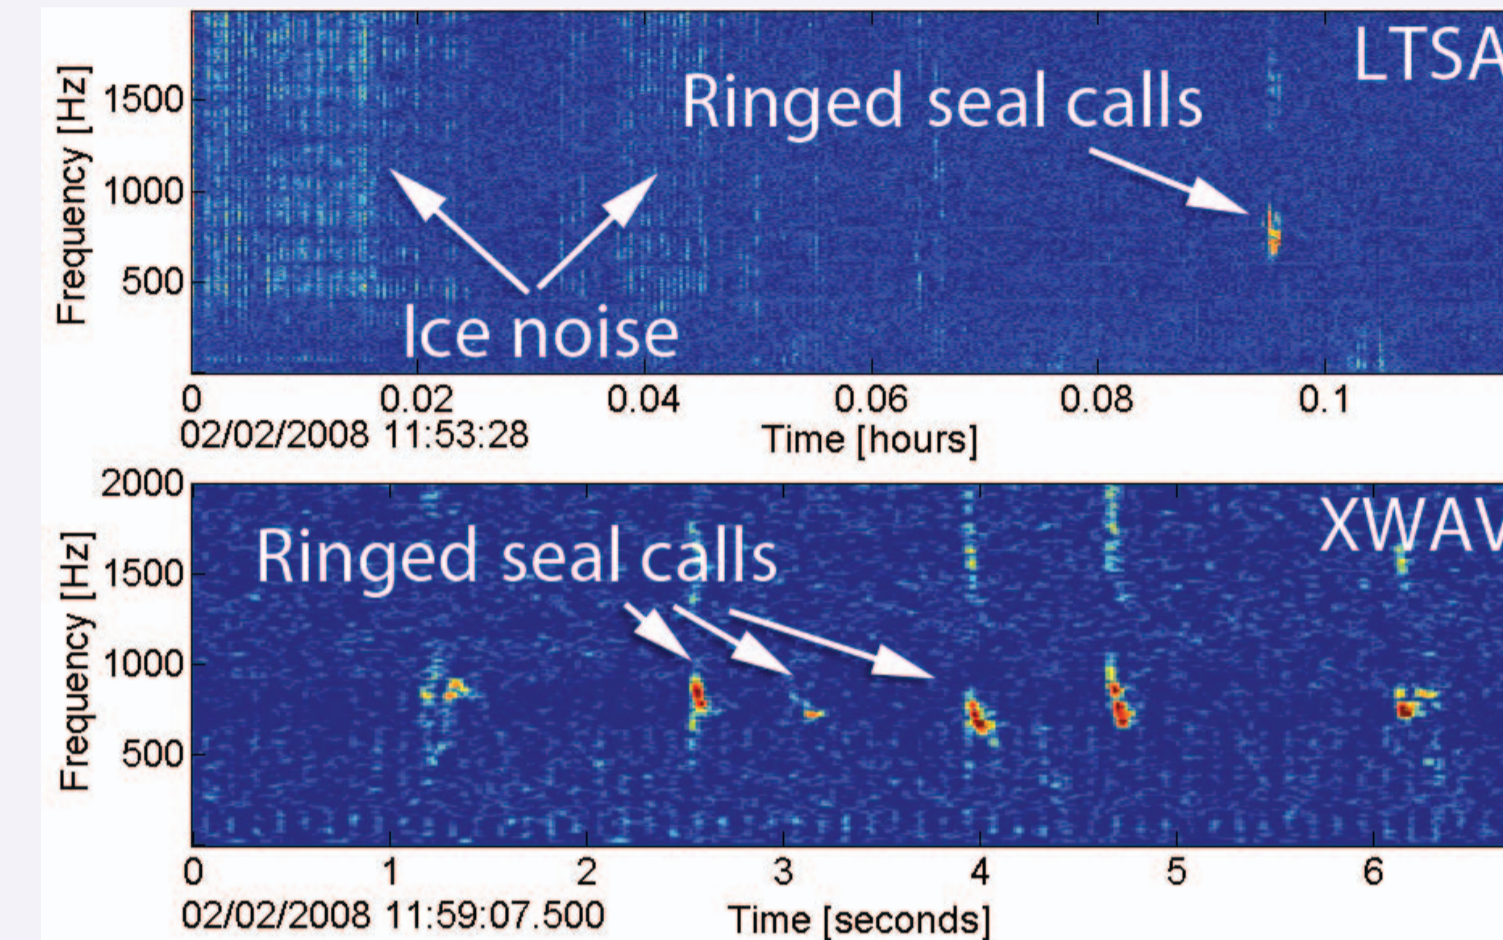 LTSA
Ringed seal calls
Ice noise
Frequency [Hz]
1500
1000
500
0 0.02 0.04 0.06 0.08 0.1
02/02/2008 11:53:28
Time [hours]
XWAV
Ringed seal calls
Frequency [Hz]
2000
1500
1000
500
0 1 2 3 4 5 6
02/02/2008 11:59:07.500
Time [seconds]